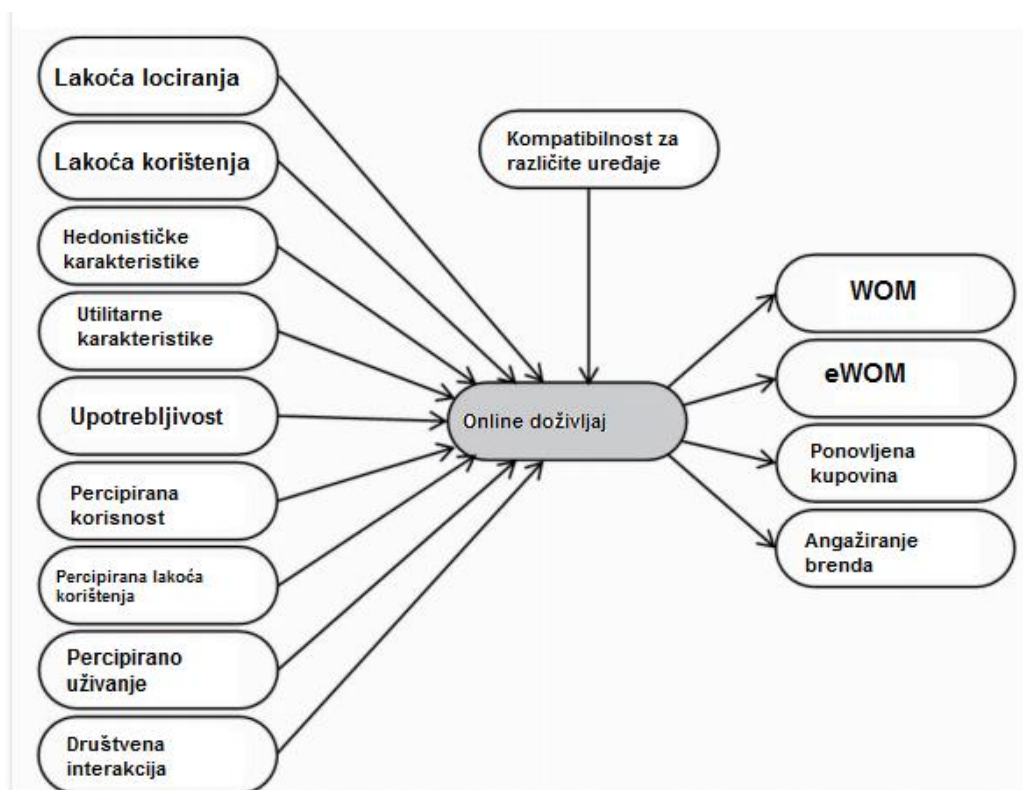 Lakoća lociranja
Lakoća korištenja
Hedonističke
karakteristike
Utilitarne
karakteristike
Upotrebljivost
Percipirana
korisnost
Percipirana lakoća
korištenja
Percipirano
uživanje
Društvena
interakcija
Kompatibilnost za
različite uređaje
Online doživljaj
WOM
eWOM
Ponovljena
kupovina
Angažiranje
brenda